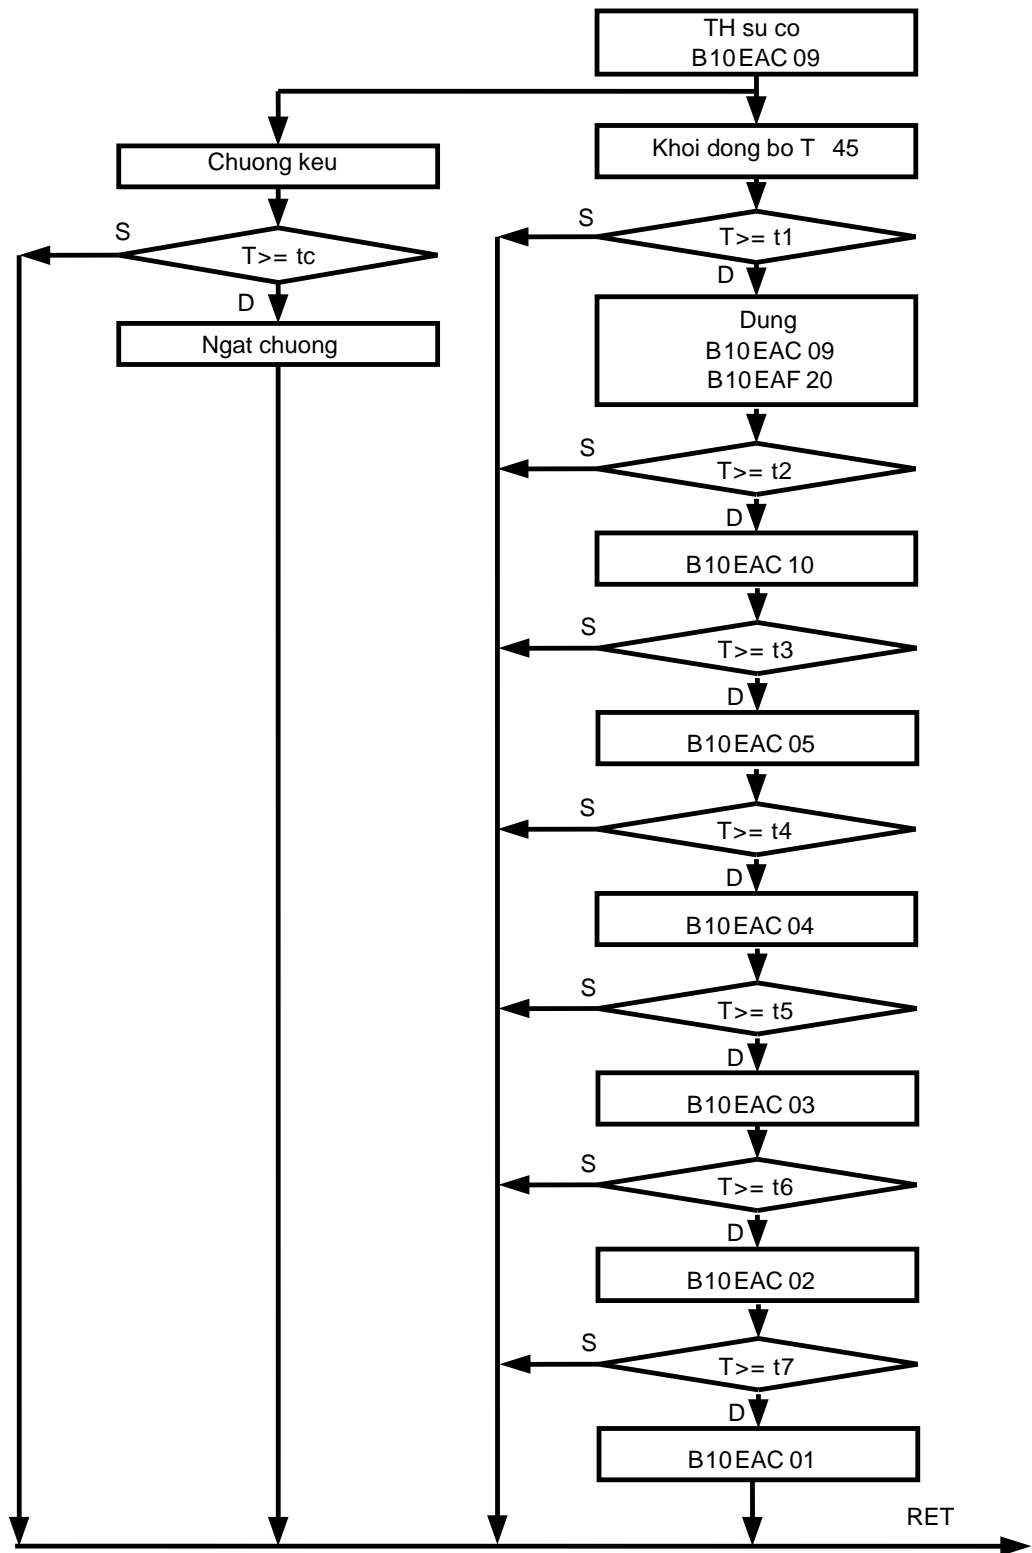 TH su co
B10EAC 09
Chuong keu
Khoi dong bo T 45
S
T>= t1
D
S
T>= tc
D
Ngat chuong
Dung
B10EAC 09
B10EAF 20
S
T>= t2
D
B10EAC 10
S
T>= t3
D
B10EAC 05
S
T>= t4
D
B10EAC 04
S
T>= t5
D
B10EAC 03
S
T>= t6
D
B10EAC 02
S
T>= t7
D
B10EAC 01
RET